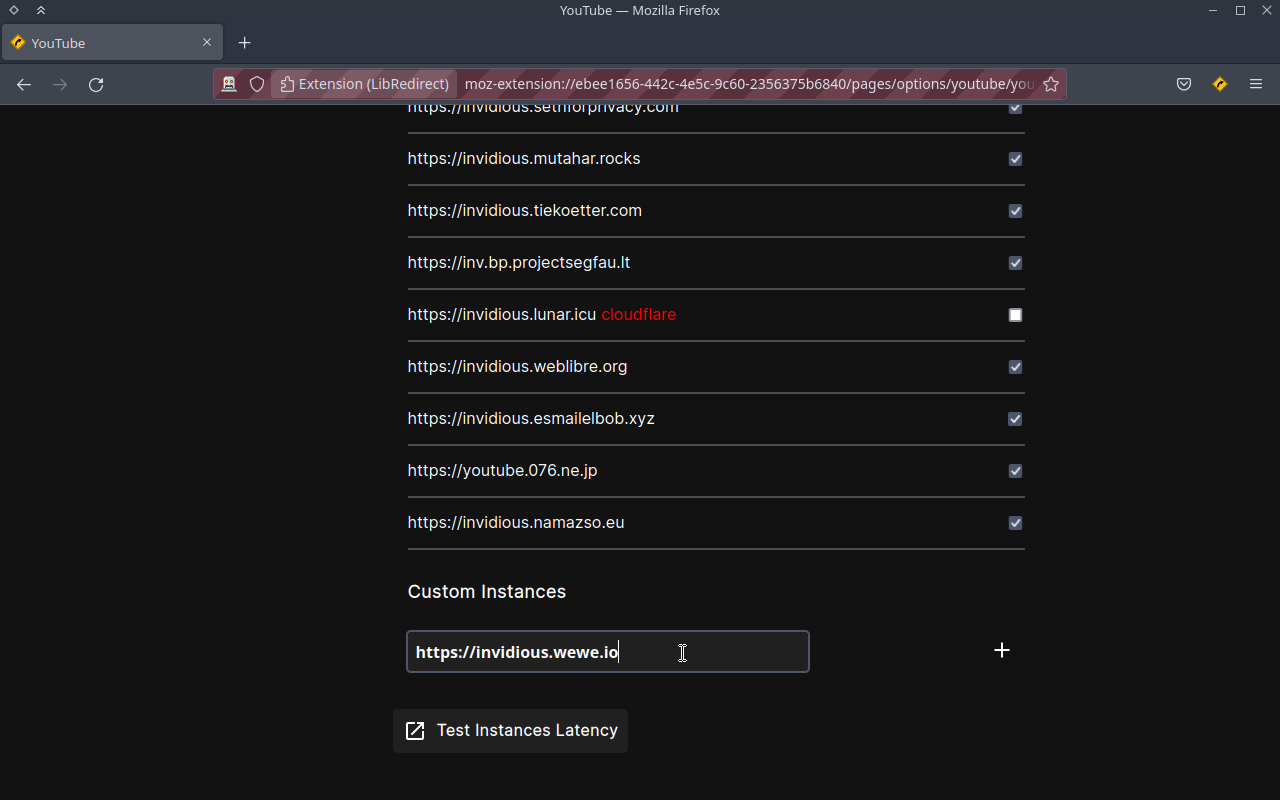 YouTube — Mozilla Firefox
YouTube
Extension (LibRedirect) moz-extension://ebee1656-442c-4e5c-9c60-2356375b6840/pages/options/youtube/you
https://invidious.sethforprivacy.com
https://invidious.mutahar.rocks
https://invidious.tiekoetter.com
https://inv.bp.projectsegfau.lt
https://invidious.lunar.icu cloudflare
https://invidious.weblibre.org
https://invidious.esmailelbob.xyz
https://youtube.076.ne.jp
https://invidious.namazso.eu
Custom Instances
https://invidious.wewe.io
Test Instances Latency